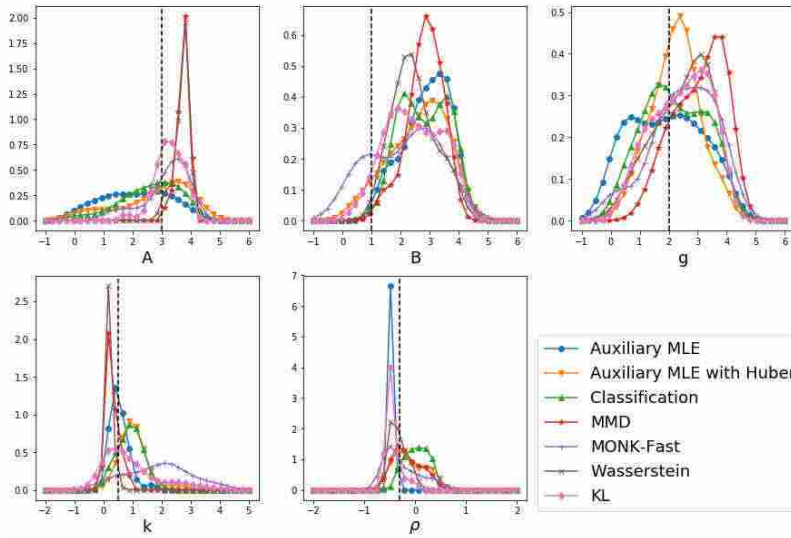 2.00
1.75
1.50
1.25
1.00
0.75
0.50
0.25
0.00
-1 0 1 2 3 4 5 6
A
0.6
0.5
0.4
0.3
0.2
0.1
0.0
-1 0 1 2 3 4 5 6
B
0.5
0.4
0.3
0.2
0.1
0.0
-1 0 1 2 3 4 5 6
g
2.5
2.0
1.5
1.0
0.5
0.0
-2 -1 0 1 2 3 4 5
k
7
6
5
4
3
2
1
0
-2 -1 0 1 2
ρ
Auxiliary MLE
Auxiliary MLE with Huber
Classification
MMD
MONK-Fast
Wasserstein
KL